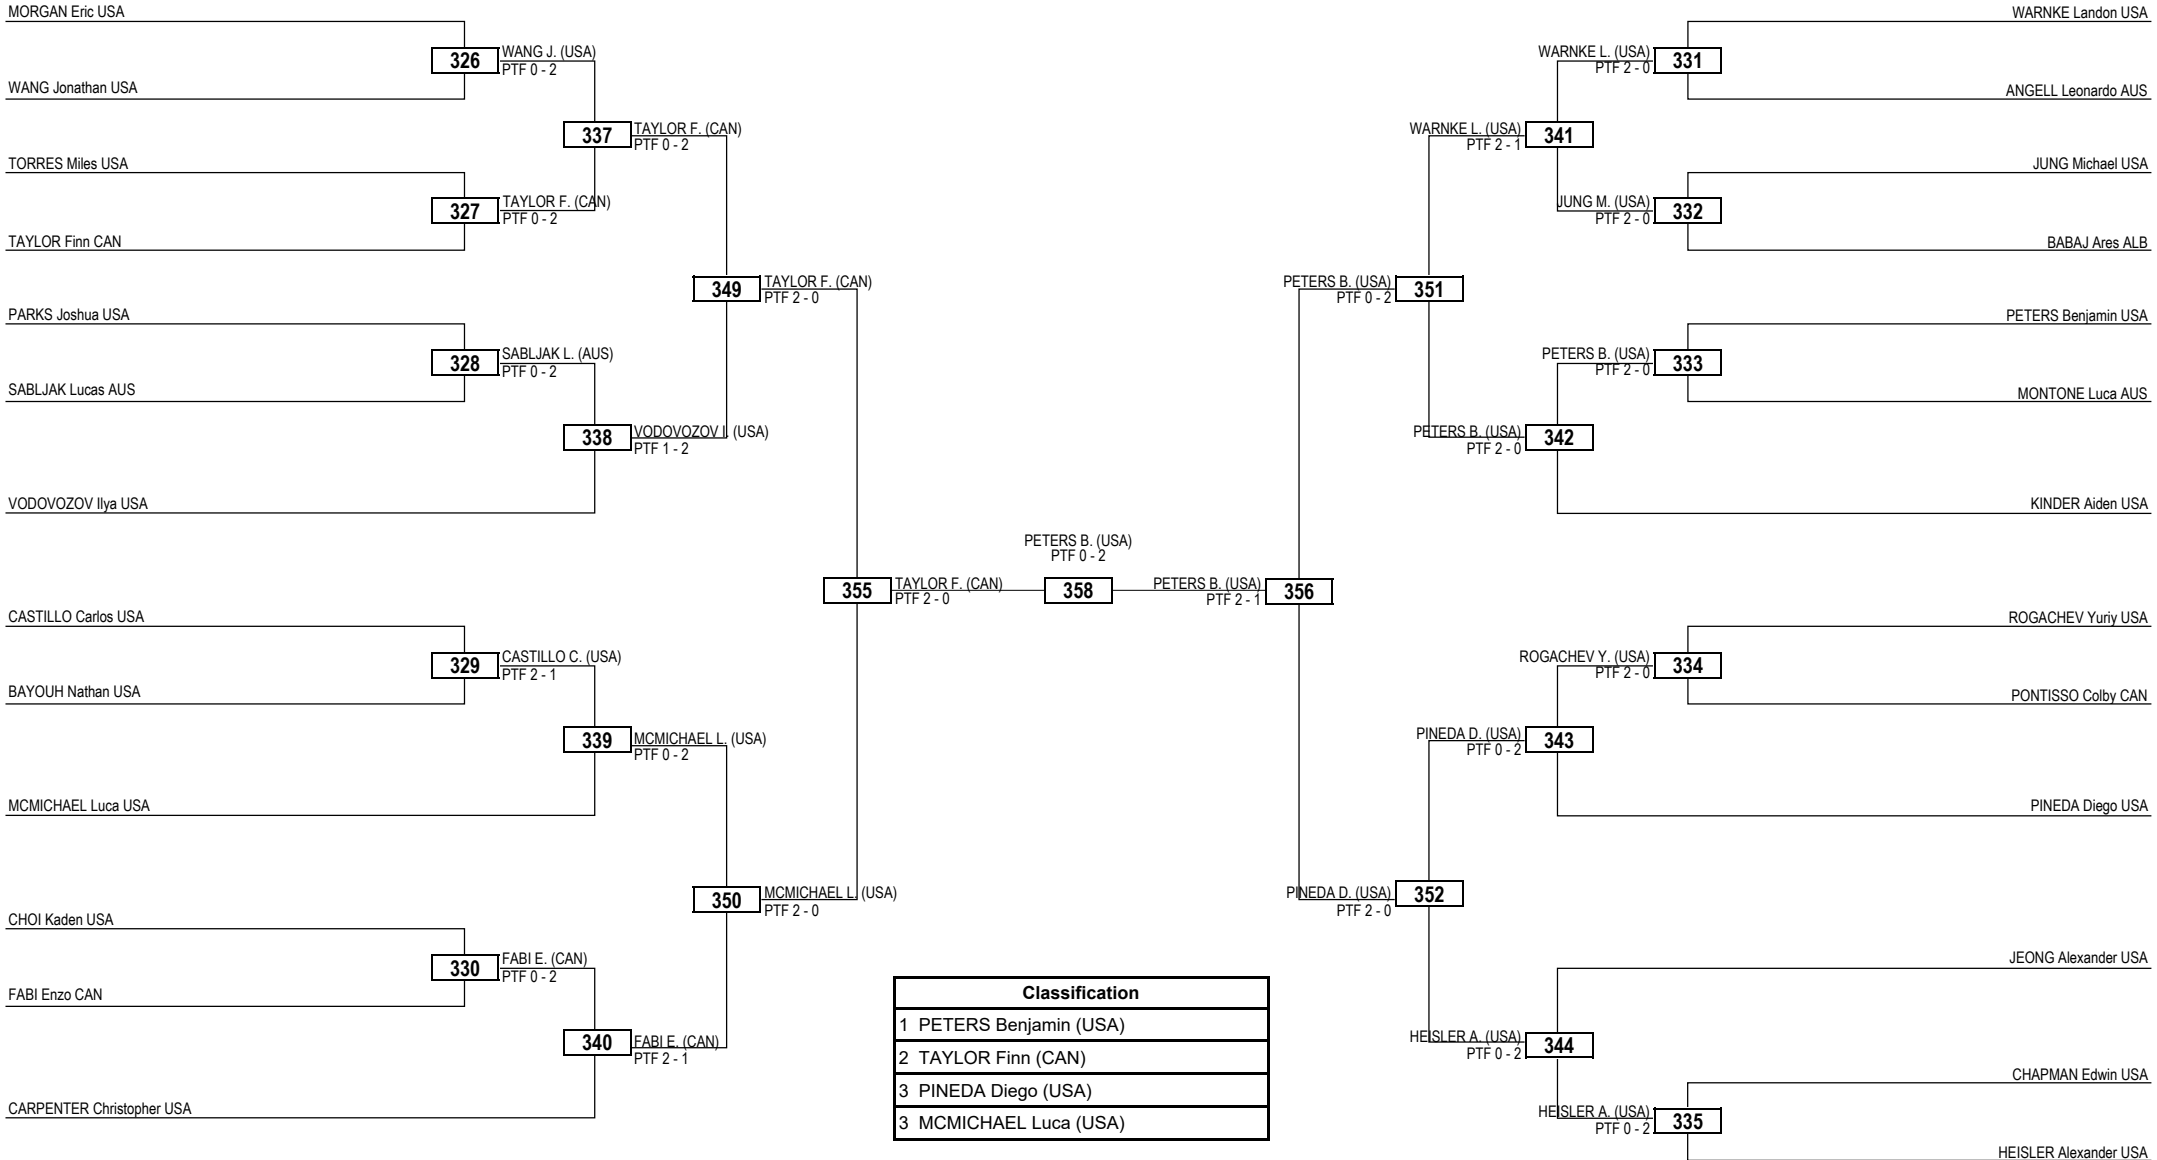 MORGAN Eric USA
326
WANG J. (USA)
PTF 0 - 2
WANG Jonathan USA
337
TAYLOR F. (CAN)
PTF 0 - 2
TORRES Miles USA
327
TAYLOR F. (CAN)
PTF 0 - 2
TAYLOR Finn CAN
349
TAYLOR F. (CAN)
PTF 2 - 0
PARKS Joshua USA
328
SABLJAK L. (AUS)
PTF 0 - 2
SABLJAK Lucas AUS
338
VODOVOZOV I. (USA)
PTF 1 - 2
VODOVOZOV Ilya USA
355
TAYLOR F. (CAN)
PTF 2 - 0
CASTILLO Carlos USA
329
CASTILLO C. (USA)
PTF 2 - 1
BAYOUH Nathan USA
339
MCMICHAEL L. (USA)
PTF 0 - 2
MCMICHAEL Luca USA
350
MCMICHAEL L. (USA)
PTF 2 - 0
CHOI Kaden USA
330
FABI E. (CAN)
PTF 0 - 2
FABI Enzo CAN
340
FABI E. (CAN)
PTF 2 - 1
CARPENTER Christopher USA
PETERS B. (USA)
PTF 0 - 2
358
Classification
1 PETERS Benjamin (USA)
2 TAYLOR Finn (CAN)
3 PINEDA Diego (USA)
3 MCMICHAEL Luca (USA)
WARNKE Landon USA
WARNKE L. (USA)
PTF 2 - 0
331
ANGELL Leonardo AUS
WARNKE L. (USA)
PTF 2 - 1
341
JUNG Michael USA
JUNG M. (USA)
PTF 2 - 0
332
BABAJ Ares ALB
PETERS B. (USA)
PTF 0 - 2
351
PETERS Benjamin USA
PETERS B. (USA)
PTF 2 - 0
333
MONTONE Luca AUS
PETERS B. (USA)
PTF 2 - 0
342
KINDER Aiden USA
PETERS B. (USA)
PTF 2 - 1
356
ROGACHEV Yuriy USA
ROGACHEV Y. (USA)
PTF 2 - 0
334
PONTISSO Colby CAN
PINEDA D. (USA)
PTF 0 - 2
343
PINEDA Diego USA
PINEDA D. (USA)
PTF 2 - 0
352
JEONG Alexander USA
HEISLER A. (USA)
PTF 0 - 2
344
CHAPMAN Edwin USA
HEISLER A. (USA)
PTF 0 - 2
335
HEISLER Alexander USA